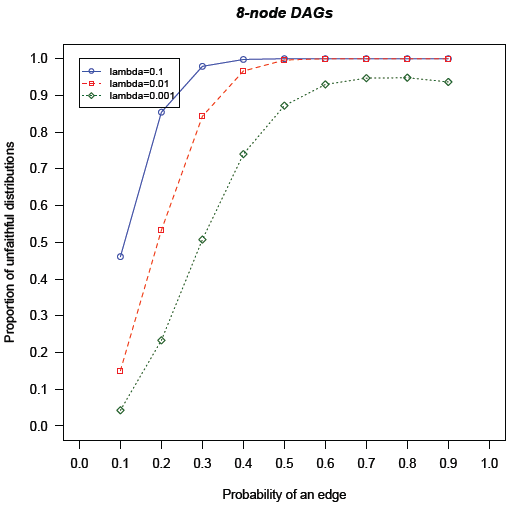 8-node DAGs
lambda=0.1
lambda=0.01
lambda=0.001
Proportion of unfaithful distributions
1.0
0.9
0.8
0.7
0.6
0.5
0.4
0.3
0.2
0.1
0.0
0.0 0.1 0.2 0.3 0.4 0.5 0.6 0.7 0.8 0.9 1.0
Probability of an edge